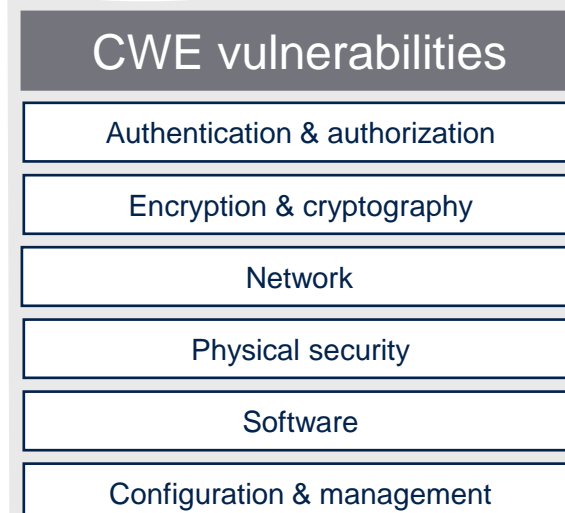 CWE vulnerabilities
Authentication & authorization
Encryption & cryptography
Network
Physical security
Software
Configuration & management